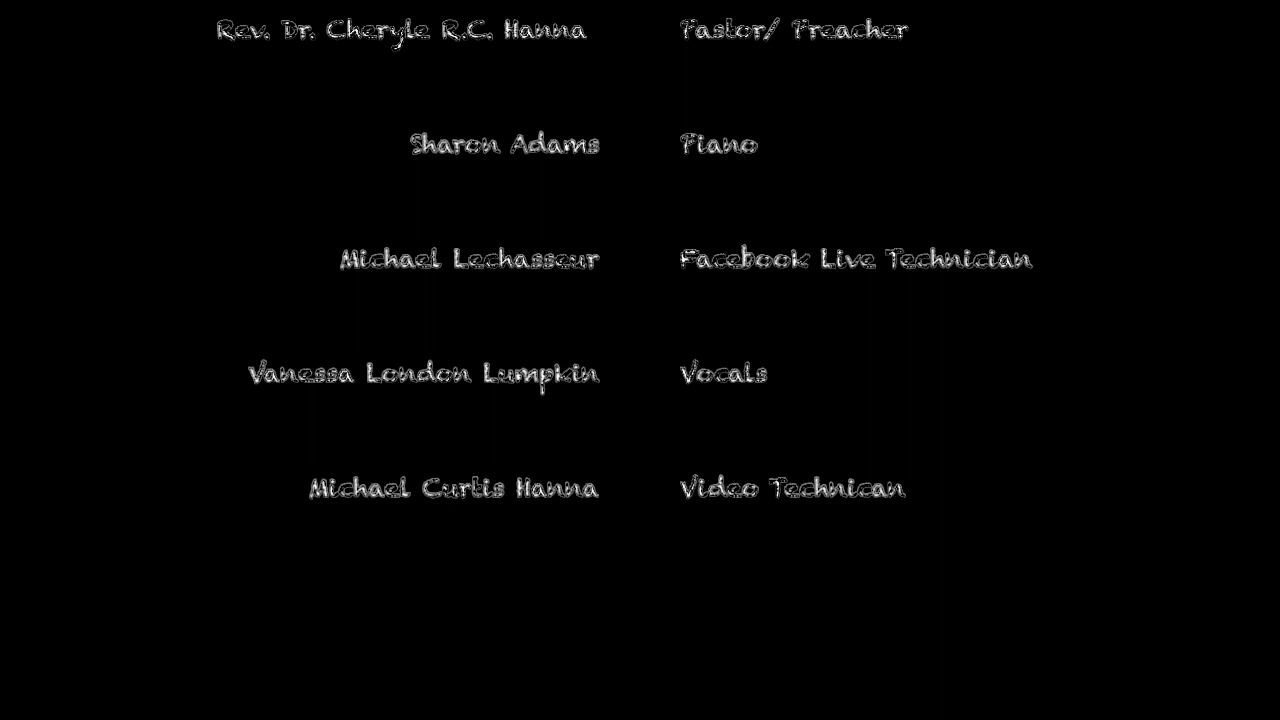 Rev. Dr. Cheryle R.C. Hanna Pastor/ Preacher
Sharon Adams Piano
Michael Lechasseur Facebook Live Technician
Vanessa London Lumpkin Vocals
Michael Curtis Hanna Video Technican